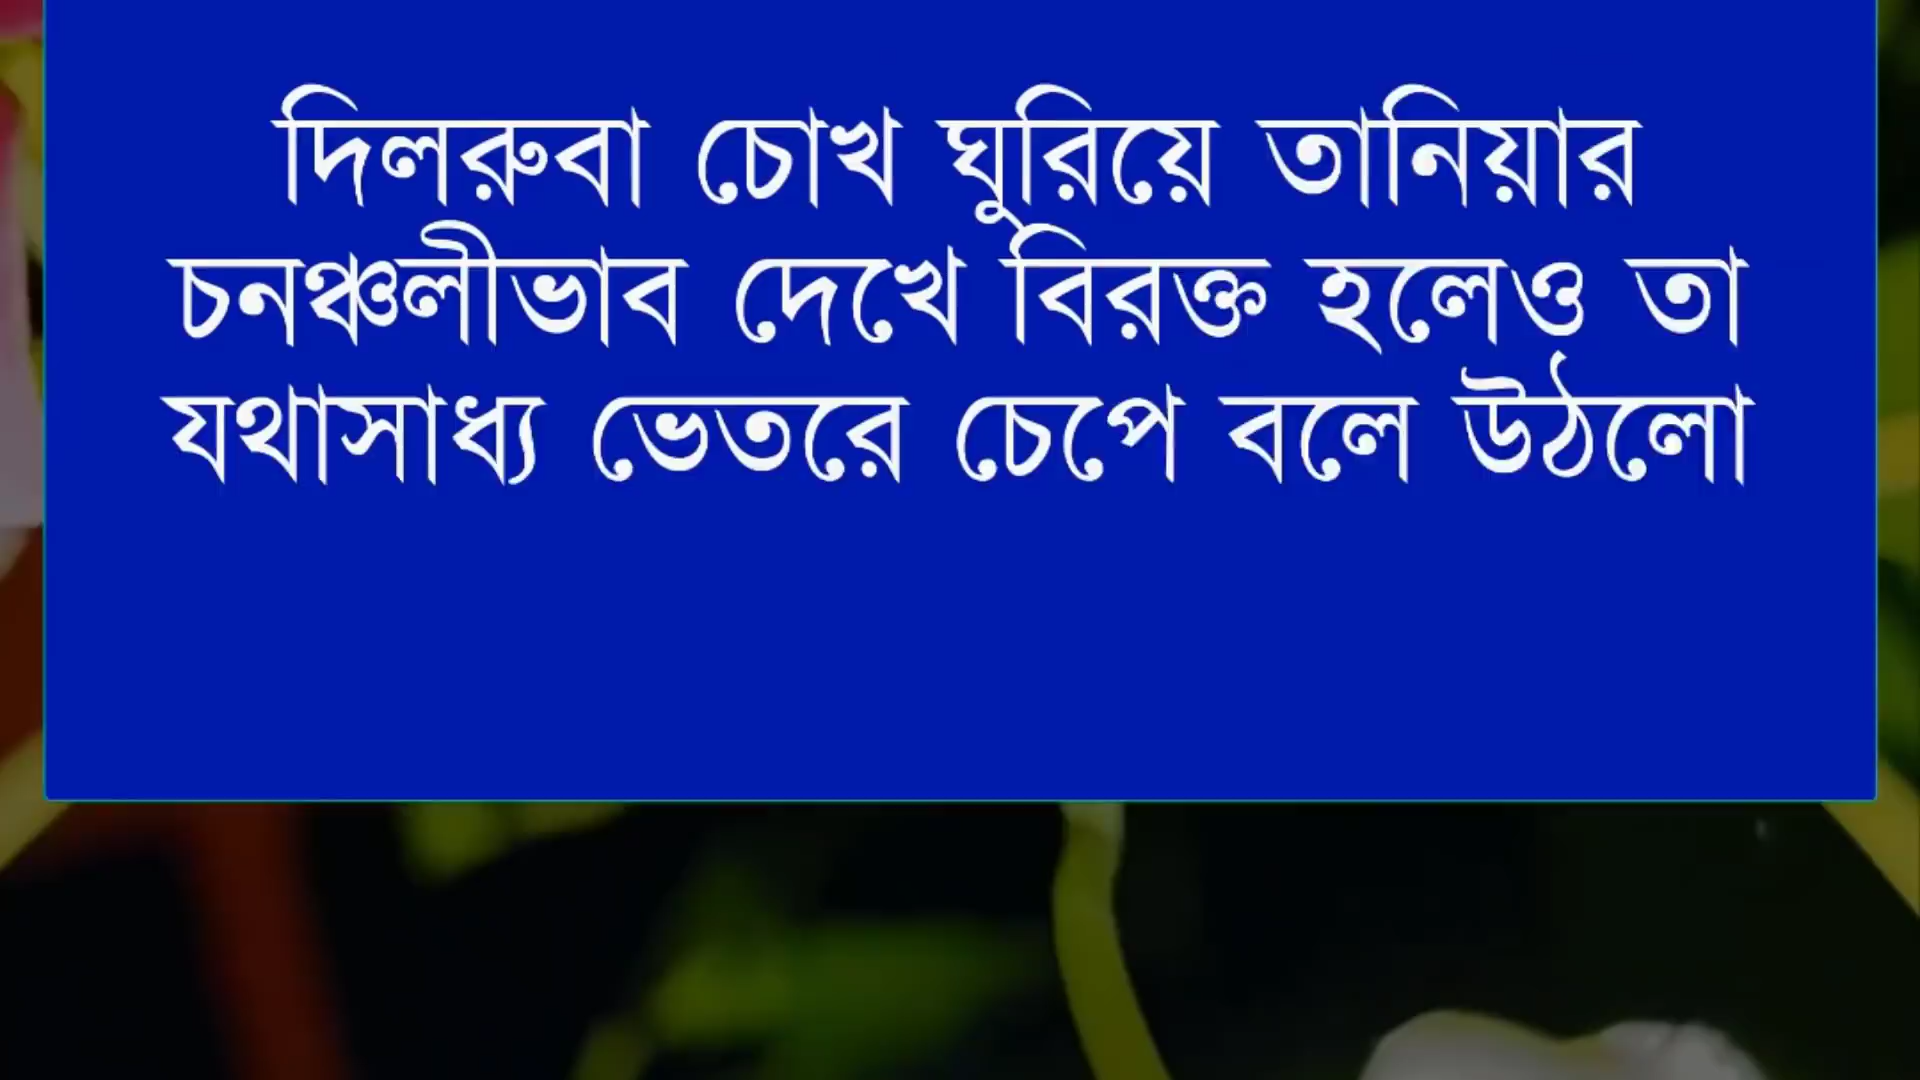 দিলরুবা চোখ ঘুরিয়ে তানিয়ার
চনঞ্চলীভাব দেখে বিরক্ত হলেও তা
যথাসাধ্য ভেতরে চেপে বলে উঠলো